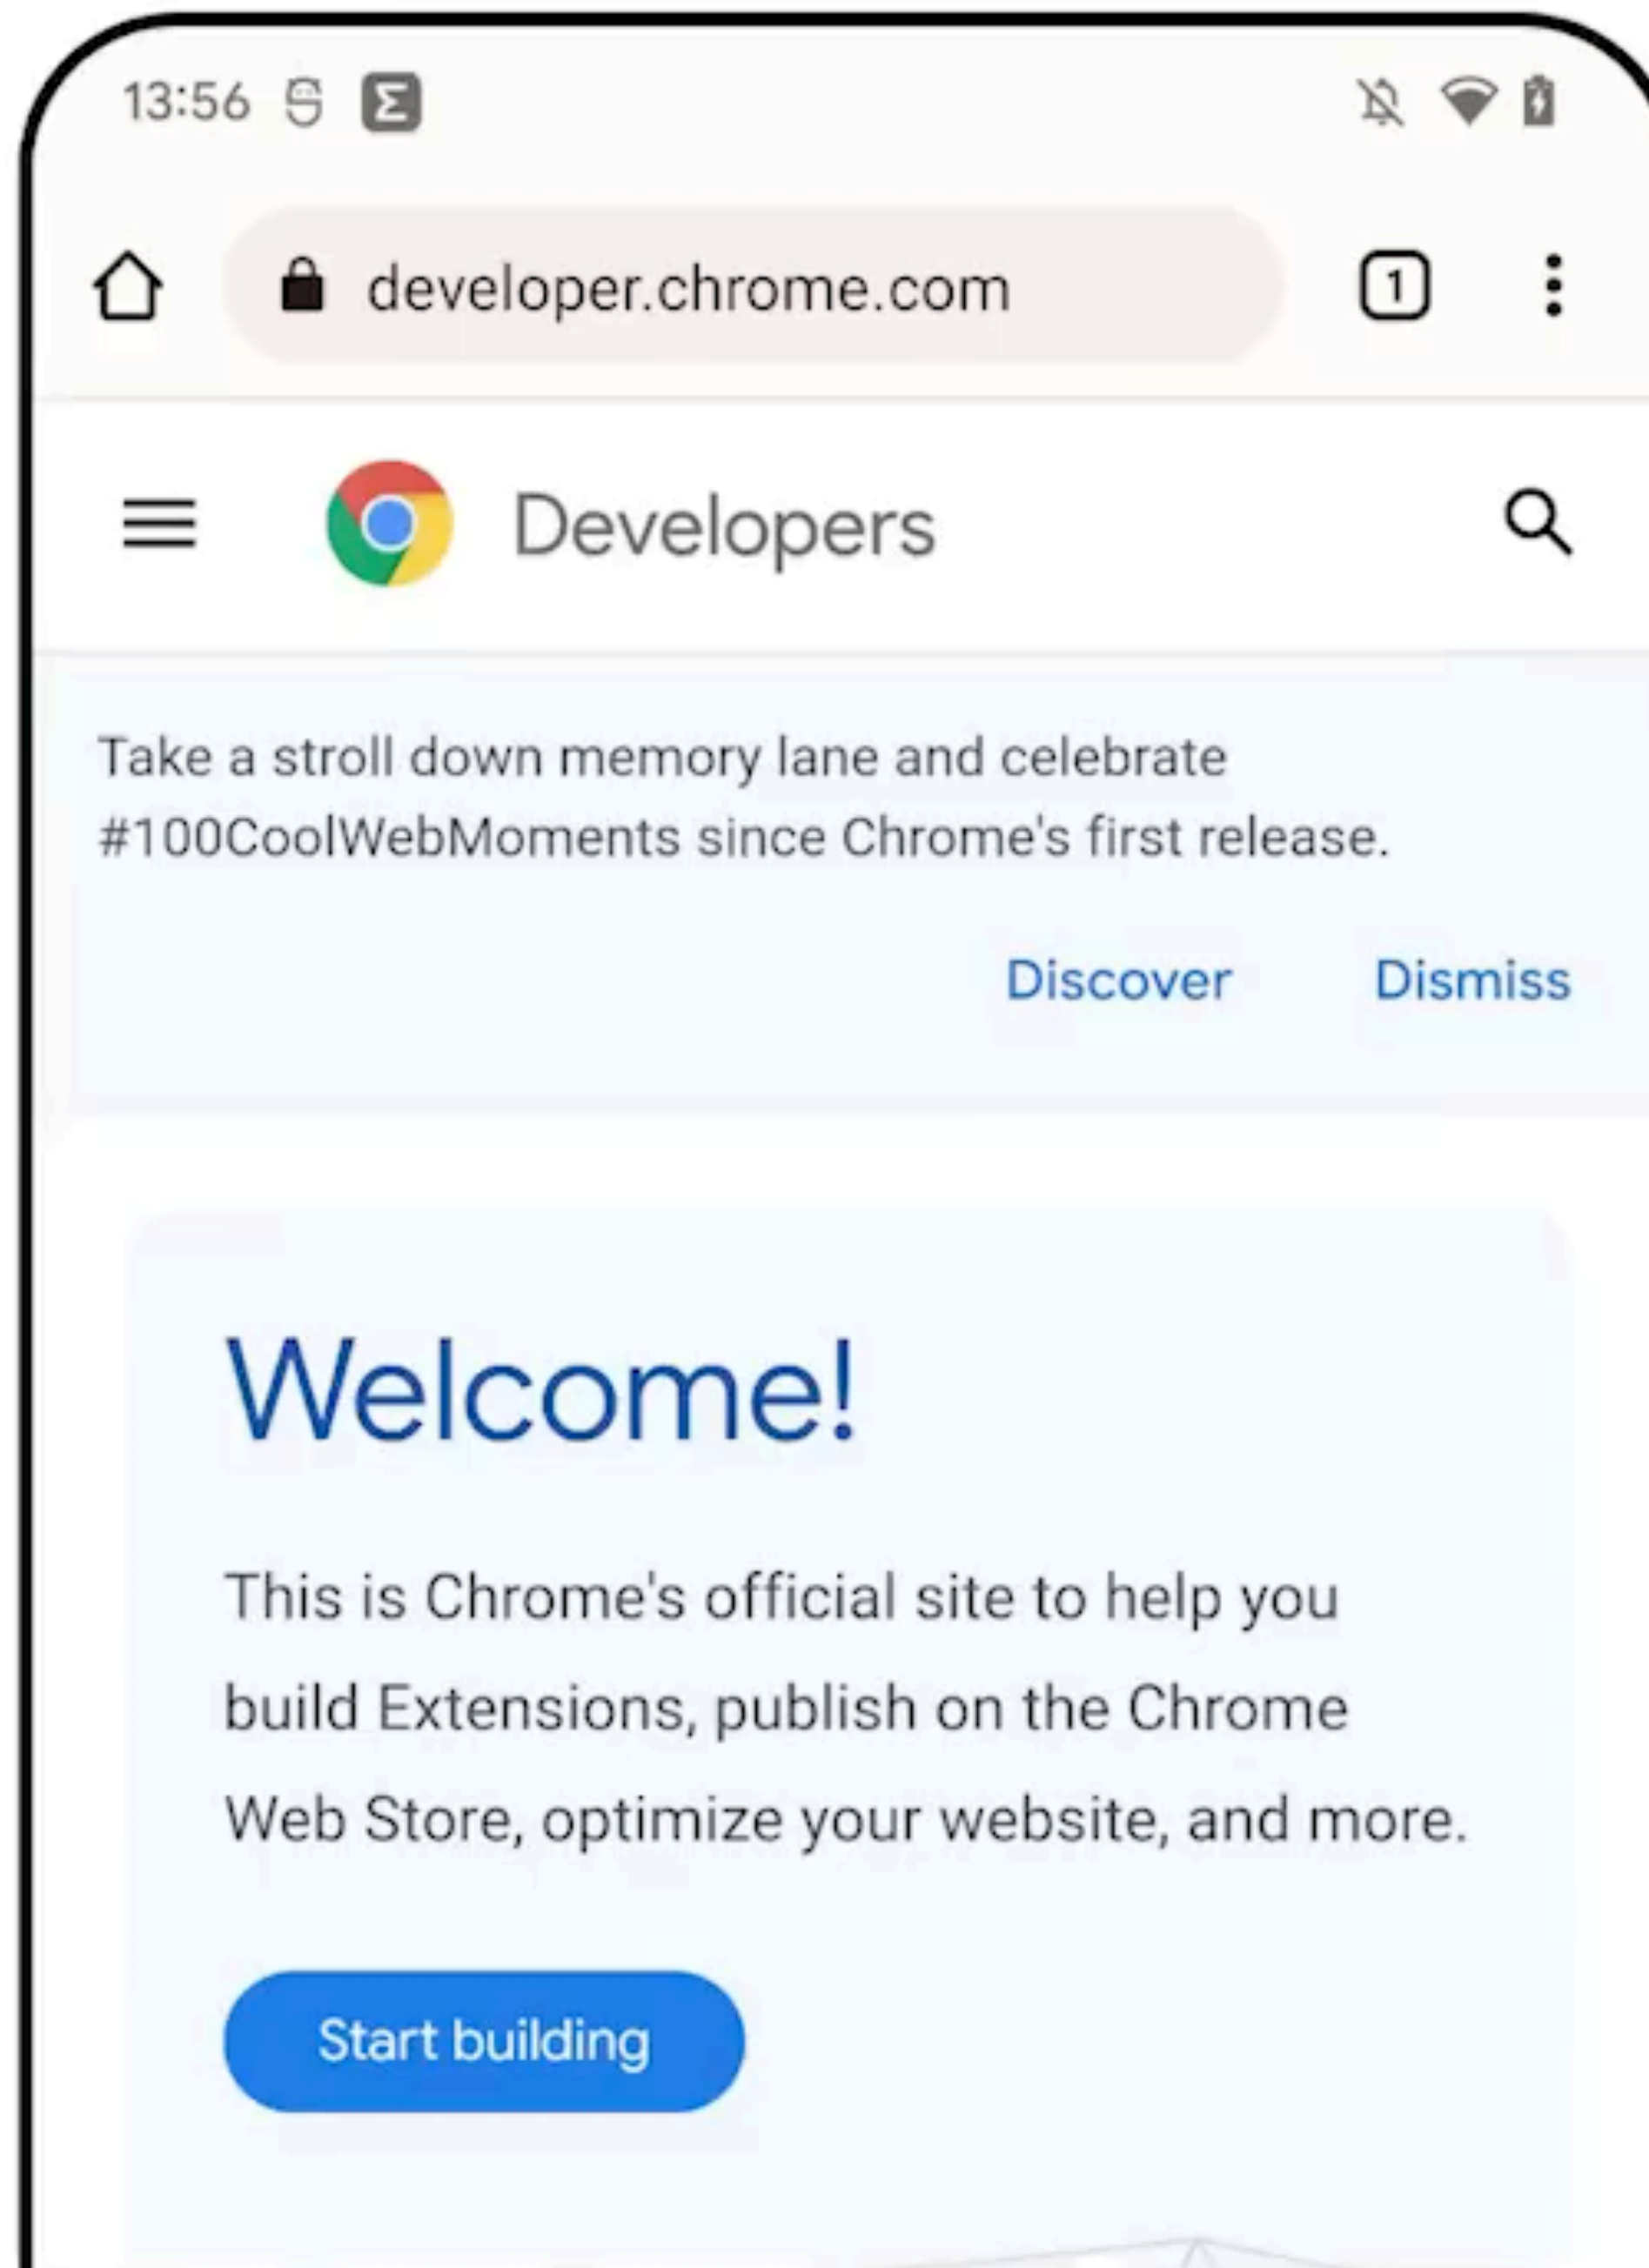 13:56
developer.chrome.com
1
Developers
Take a stroll down memory lane and celebrate
#100CoolWebMoments since Chrome's first release.
Discover Dismiss
Welcome!
This is Chrome's official site to help you
build Extensions, publish on the Chrome
Web Store, optimize your website, and more.
Start building